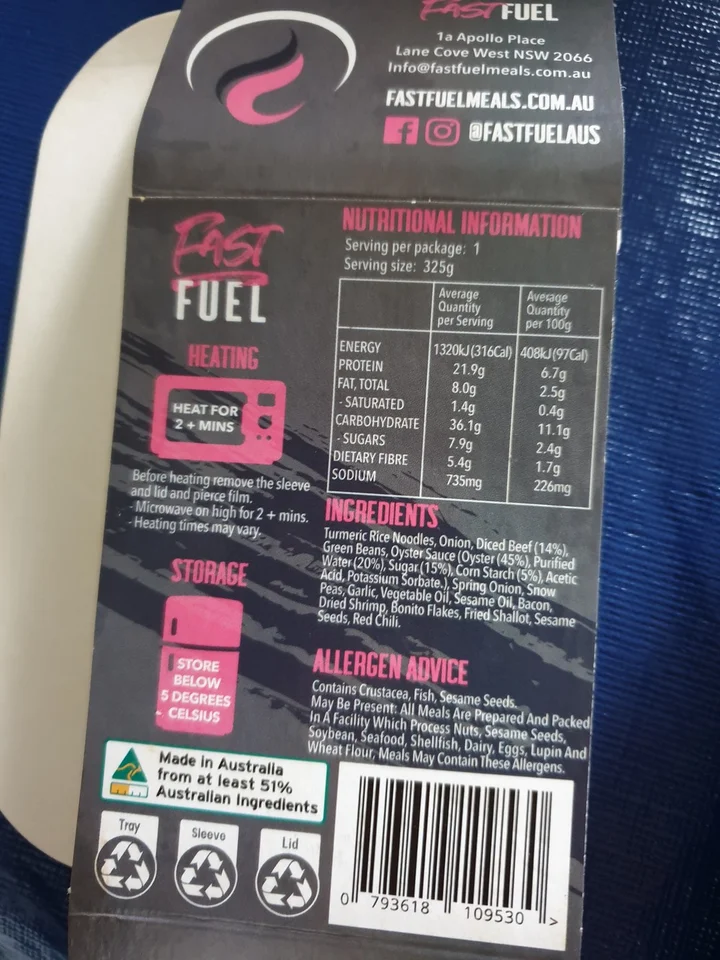 FAST FUEL
1a Apollo Place
Lane Cove West NSW 2066
Info@fastfuelmeals.com.au
FASTFUELMEALS.COM.AU
@FASTFUELAUS
FAST
FUEL
HEATING
HEAT FOR
2 + MINS
Before heating remove the sleeve
and lid and pierce film.
Microwave on high for 2 + mins.
Heating times may vary.
STORAGE
STORE
BELOW
5 DEGREES
CELSIUS
NUTRITIONAL INFORMATION
Serving per package: 1
Serving size: 325g
Average Quantity per Serving Average Quantity per 100g
ENERGY 1320kJ (316Cal) 408kJ (97Cal)
PROTEIN 21.9g 6.7g
FAT, TOTAL 8.0g 2.5g
- SATURATED 1.4g 0.4g
CARBOHYDRATE 36.1g 11.1g
- SUGARS 7.9g 2.4g
DIETARY FIBRE 5.4g 1.7g
SODIUM 735mg 226mg
INGREDIENTS
Turmeric Rice Noodles, Onion, Diced Beef (14%),
Green Beans, Oyster Sauce (Oyster (45%), Purified
Water (20%), Sugar (15%), Corn Starch (5%), Acetic
Acid, Potassium Sorbate.), Spring Onion, Snow
Peas, Garlic, Vegetable Oil, Sesame Oil, Bacon,
Dried Shrimp, Bonito Flakes, Fried Shallot, Sesame
Seeds, Red Chili.
ALLERGEN ADVICE
Contains Crustacea, Fish, Sesame Seeds.
May Be Present: All Meals Are Prepared And Packed
In A Facility Which Process Nuts, Sesame Seeds,
Soybean, Seafood, Shellfish, Dairy, Eggs, Lupin And
Wheat Flour, Meals May Contain These Allergens.
Made in Australia
from at least 51%
Australian Ingredients
Tray
Sleeve
Lid
0 793618 109530 >